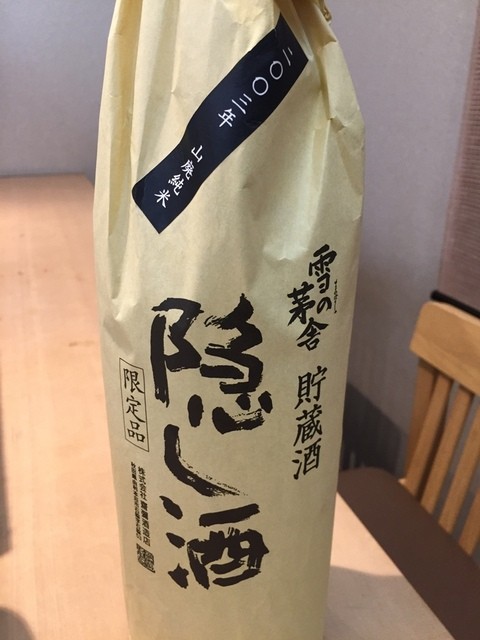 二〇〇三年 山廃純米
雪の茅舎 貯蔵酒
隠し酒
限定品
株式会社 齋彌酒造店